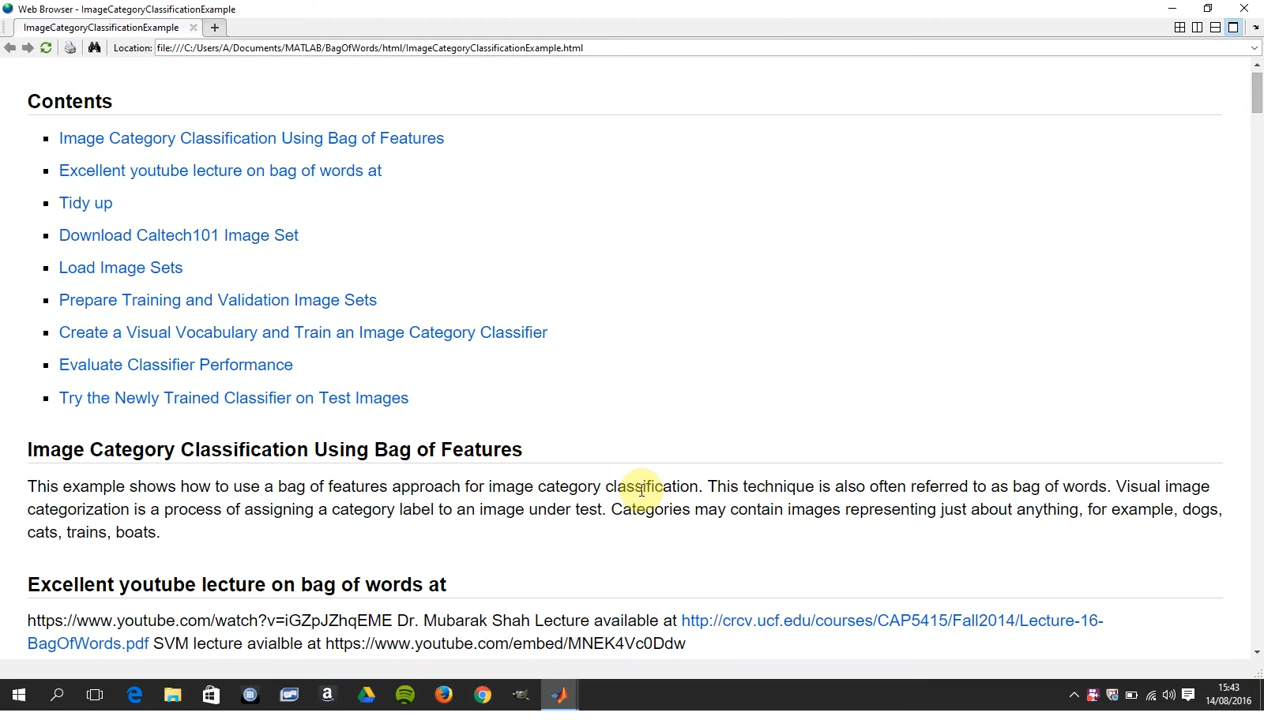 Web Browser - ImageCategoryClassificationExample
ImageCategoryClassificationExample
Location: file:///C:/Users/A/Documents/MATLAB/BagOfWords/html/ImageCategoryClassificationExample.html
Contents
Image Category Classification Using Bag of Features
Excellent youtube lecture on bag of words at
Tidy up
Download Caltech101 Image Set
Load Image Sets
Prepare Training and Validation Image Sets
Create a Visual Vocabulary and Train an Image Category Classifier
Evaluate Classifier Performance
Try the Newly Trained Classifier on Test Images
Image Category Classification Using Bag of Features
This example shows how to use a bag of features approach for image category classification. This technique is also often referred to as bag of words. Visual image
categorization is a process of assigning a category label to an image under test. Categories may contain images representing just about anything, for example, dogs,
cats, trains, boats.
Excellent youtube lecture on bag of words at
https://www.youtube.com/watch?v=iGZpJZhqEME Dr. Mubarak Shah Lecture available at http://crcv.ucf.edu/courses/CAP5415/Fall2014/Lecture-16-
BagOfWords.pdf SVM lecture avialble at https://www.youtube.com/embed/MNEK4Vc0Ddw
15:43
14/08/2016